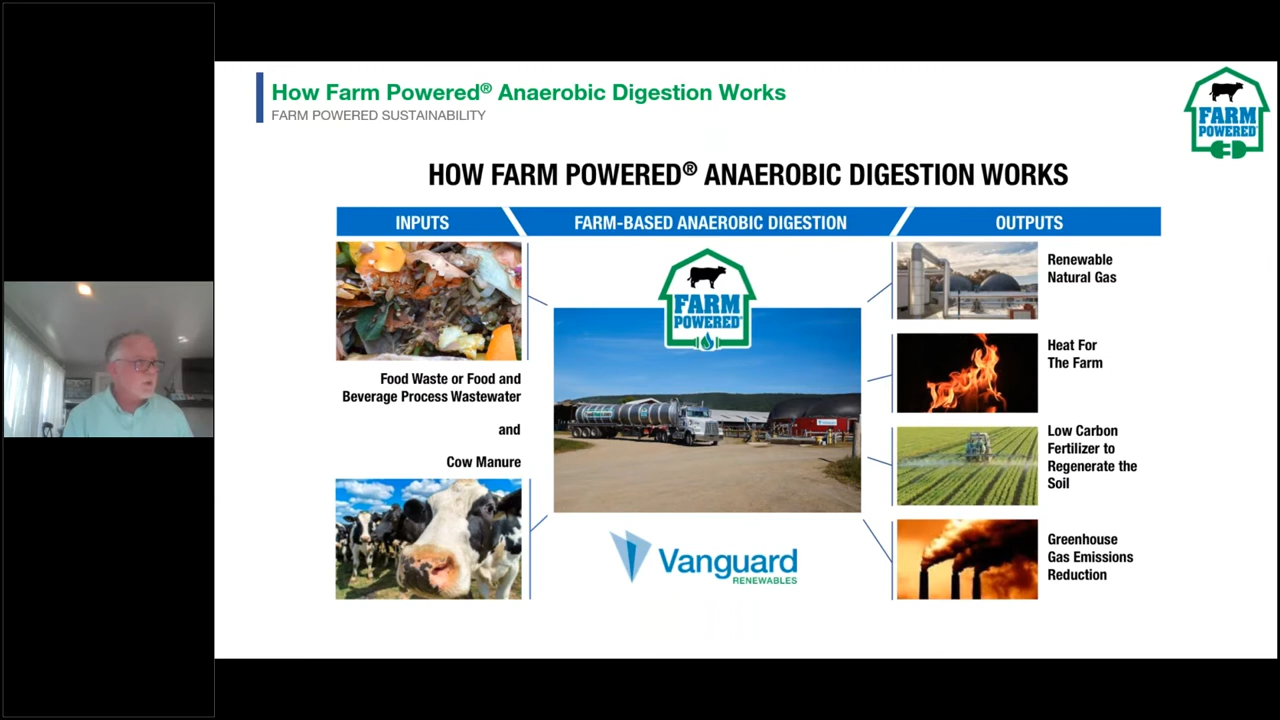 How Farm Powered® Anaerobic Digestion Works
FARM POWERED SUSTAINABILITY
FARM
POWERED
HOW FARM POWERED® ANAEROBIC DIGESTION WORKS
INPUTS
FARM-BASED ANAEROBIC DIGESTION
OUTPUTS
Food Waste or Food and
Beverage Process Wastewater
and
Cow Manure
FARM
POWERED
Vanguard
RENEWABLES
Renewable
Natural Gas
Heat For
The Farm
Low Carbon
Fertilizer to
Regenerate the
Soil
Greenhouse
Gas Emissions
Reduction